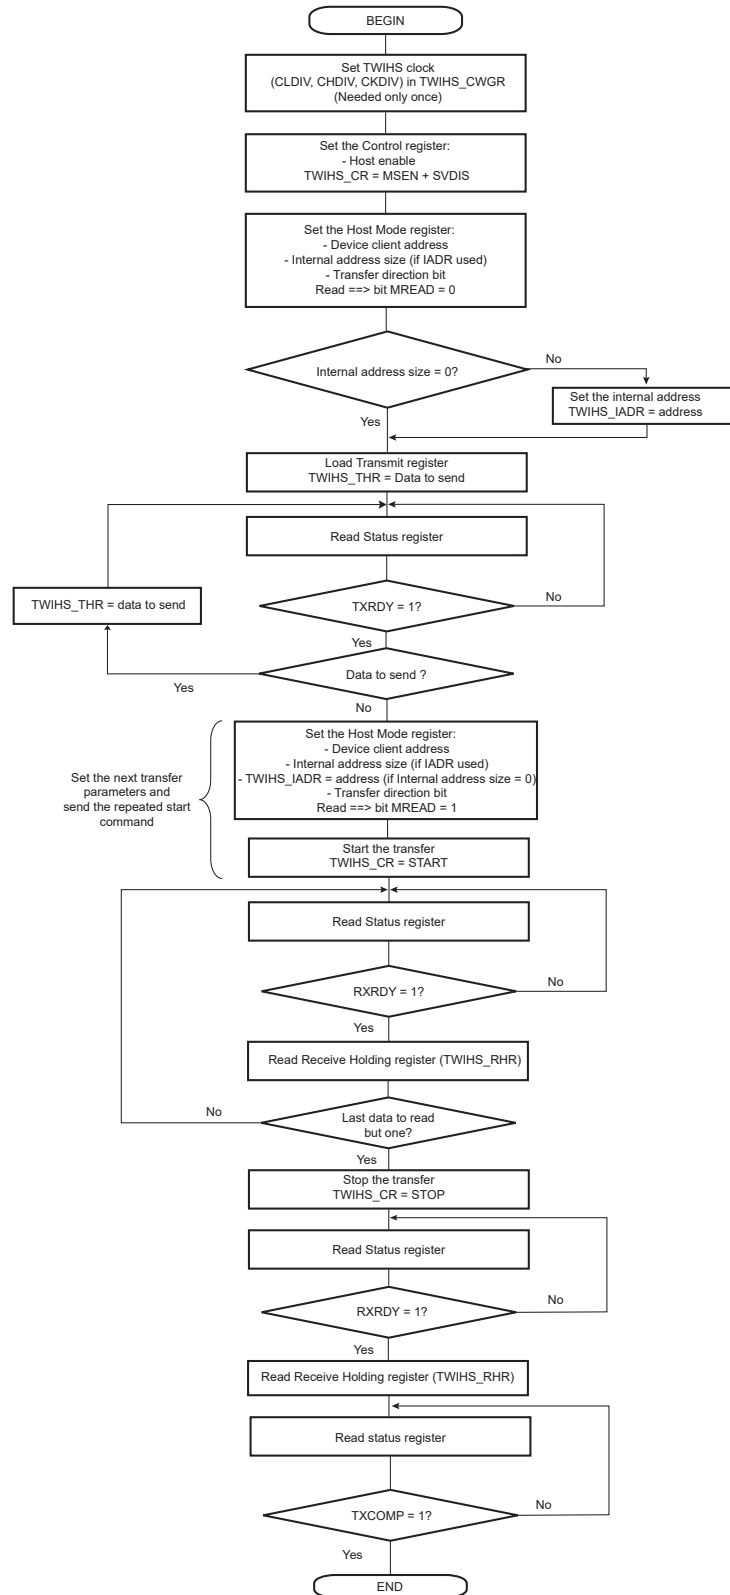 BEGIN
Set TWIHS clock
(CLDIV, CHDIV, CKDIV) in TWIHS_CWGR
(Needed only once)
Set the Control register:
- Host enable
TWIHS_CR = MSEN + SVDIS
Set the Host Mode register:
- Device client address
- Internal address size (if IADR used)
- Transfer direction bit
Read ==> bit MREAD = 0
Internal address size = 0?
No
Set the internal address
TWIHS_IADR = address
Yes
Load Transmit register
TWIHS_THR = Data to send
Read Status register
TWIHS_THR = data to send
TXRDY = 1?
No
Yes
Data to send ?
Yes
No
Set the next transfer
parameters and
send the repeated start
command
Set the Host Mode register:
- Device client address
- Internal address size (if IADR used)
- TWIHS_IADR = address (if Internal address size = 0)
- Transfer direction bit
Read ==> bit MREAD = 1
Start the transfer
TWIHS_CR = START
Read Status register
RXRDY = 1?
No
Yes
Read Receive Holding register (TWIHS_RHR)
No
Last data to read
but one?
Yes
Stop the transfer
TWIHS_CR = STOP
Read Status register
RXRDY = 1?
No
Yes
Read Receive Holding register (TWIHS_RHR)
Read status register
TXCOMP = 1?
No
Yes
END